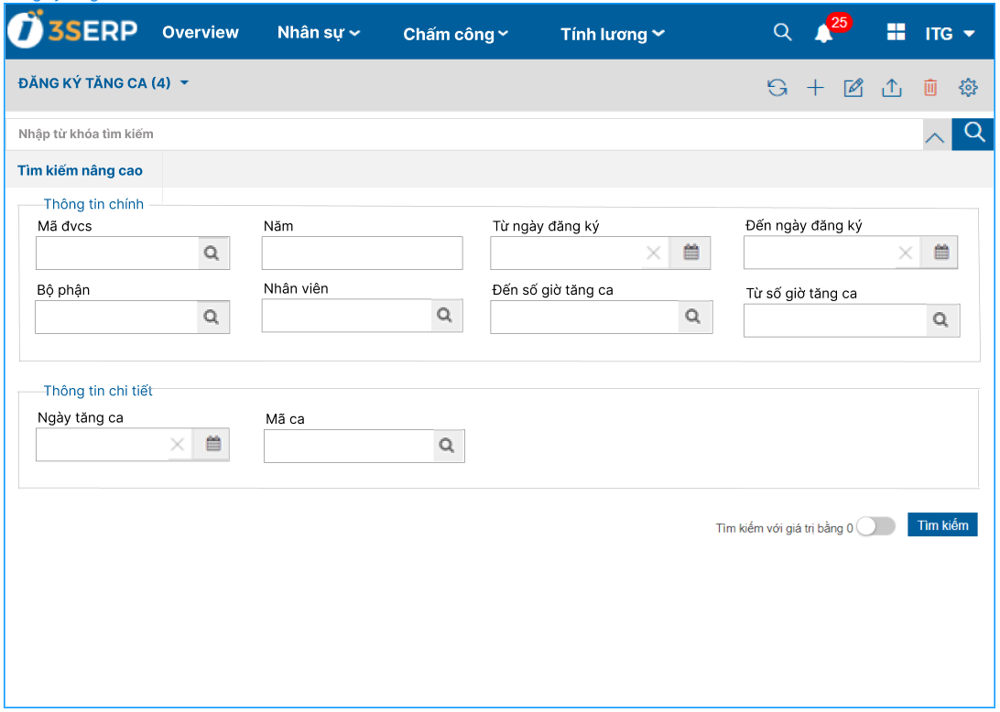 3SERP Overview Nhân sự Chấm công Tính lương 25 ITG
ĐĂNG KÝ TĂNG CA (4)
Nhập từ khóa tìm kiếm
Tìm kiếm nâng cao
Thông tin chính
Mã đvcs Năm Từ ngày đăng ký Đến ngày đăng ký
Bộ phận Nhân viên Đến số giờ tăng ca Từ số giờ tăng ca
Thông tin chi tiết
Ngày tăng ca Mã ca
Tìm kiếm với giá trị bằng 0 Tìm kiếm